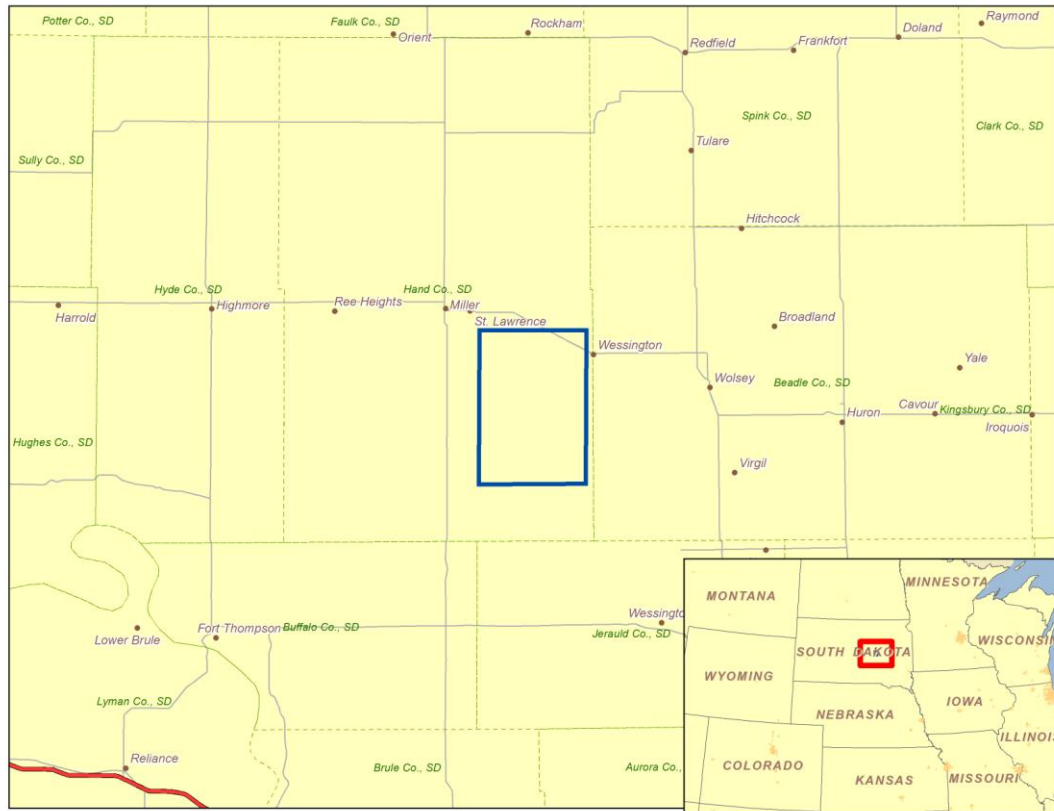 Potter Co., SD
Faulk Co., SD
Rockham
Raymond
Orient
Doland
Redfield
Frankfort
Spink Co., SD
Clark Co., SD
Tulare
Sully Co., SD
Hitchcock
Hyde Co., SD
Hand Co., SD
Harrold
Highmore
Ree Heights
Miller
St. Lawrence
Broadland
Wessington
Yale
Wolsey
Beadle Co., SD
Cavour
Kingsbury Co., SD
Huron
Iroquois
Hughes Co., SD
Virgil
Lower Brule
Fort Thompson
Buffalo Co., SD
Wessington
Jerauld Co., SD
Lyman Co., SD
Reliance
Brule Co., SD
Aurora Co.,
MONTANA
MINNESOTA
WISCONSIN
SOUTH DAKOTA
WYOMING
IOWA
NEBRASKA
ILLINOIS
COLORADO
KANSAS
MISSOURI